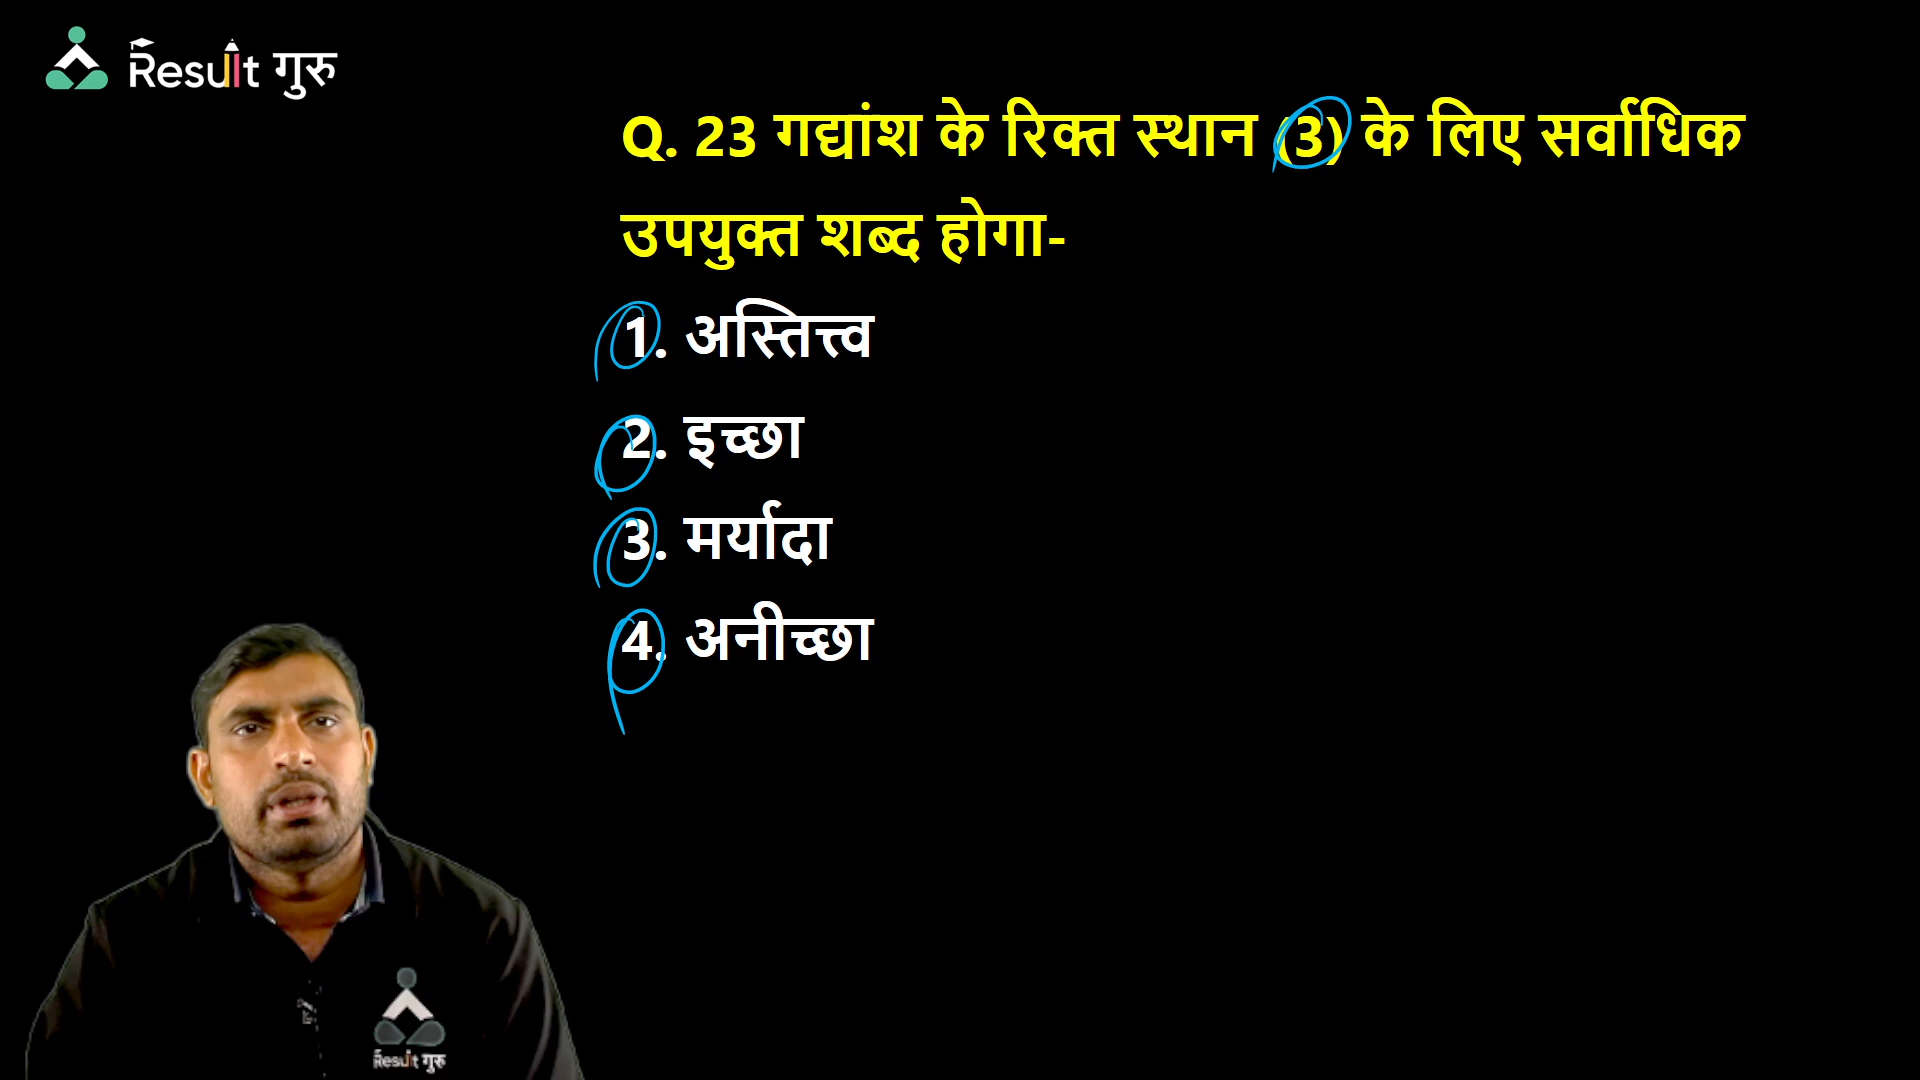 Result गुरु
Q. 23 गद्यांश के रिक्त स्थान (3) के लिए सर्वाधिक
उपयुक्त शब्द होगा-
1. अस्तित्त्व
2. इच्छा
3. मर्यादा
4. अनीच्छा
Result गुरु